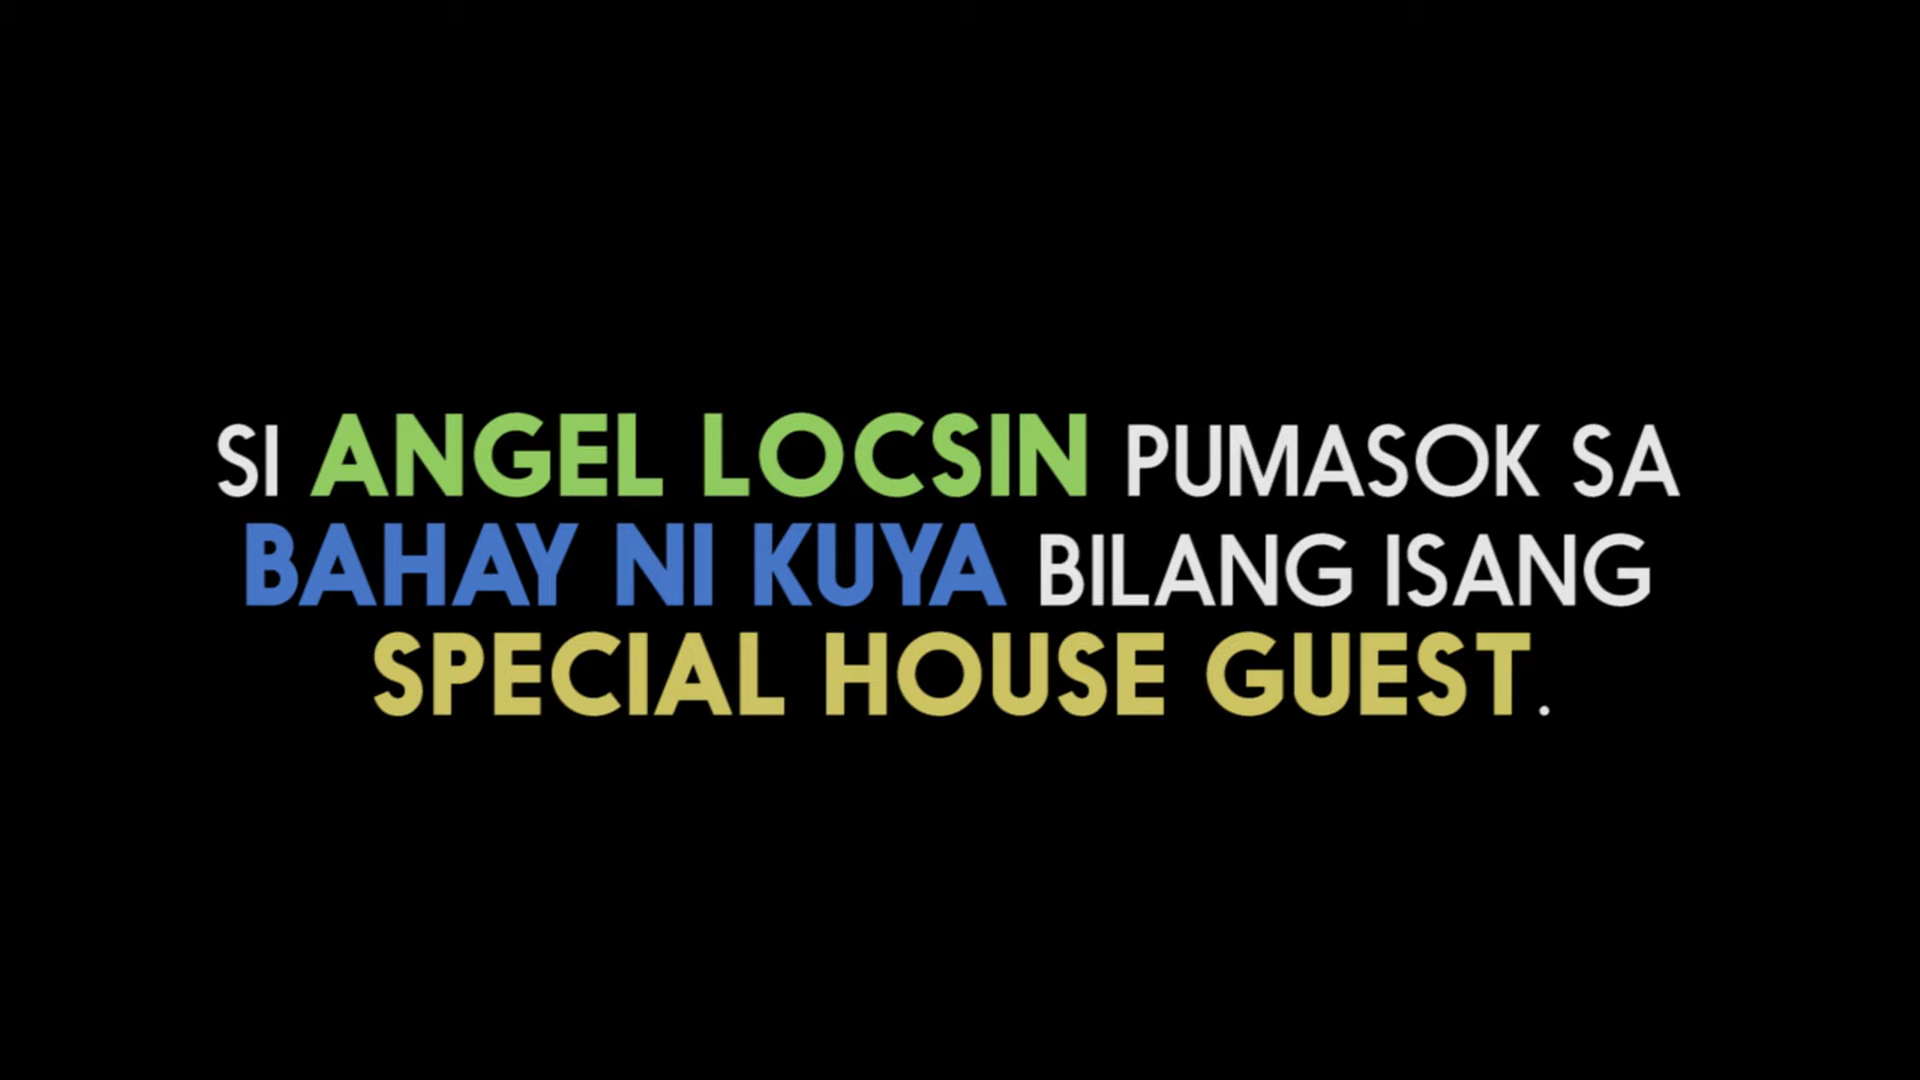 SI ANGEL LOCSIN PUMASOK SA
BAHAY NI KUYA BILANG ISANG
SPECIAL HOUSE GUEST.